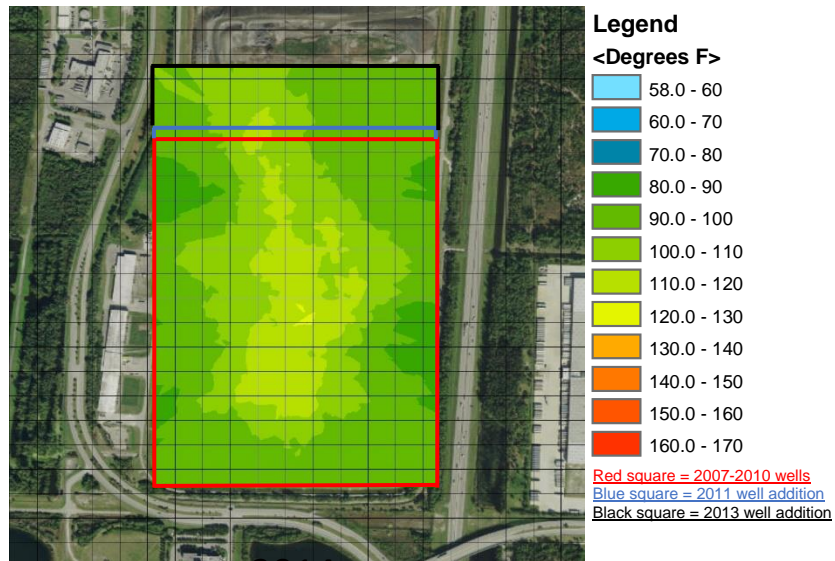 Legend
<Degrees F>
58.0 - 60
60.0 - 70
70.0 - 80
80.0 - 90
90.0 - 100
100.0 - 110
110.0 - 120
120.0 - 130
130.0 - 140
140.0 - 150
150.0 - 160
160.0 - 170
Red square = 2007-2010 wells
Blue square = 2011 well addition
Black square = 2013 well addition